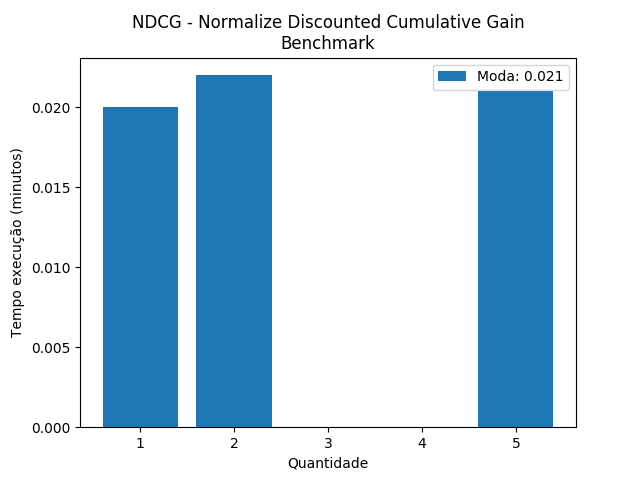 NDCG - Normalize Discounted Cumulative Gain
Benchmark
Moda: 0.021
Tempo execução (minutos)
0.020
0.015
0.010
0.005
0.000
1 2 3 4 5
Quantidade